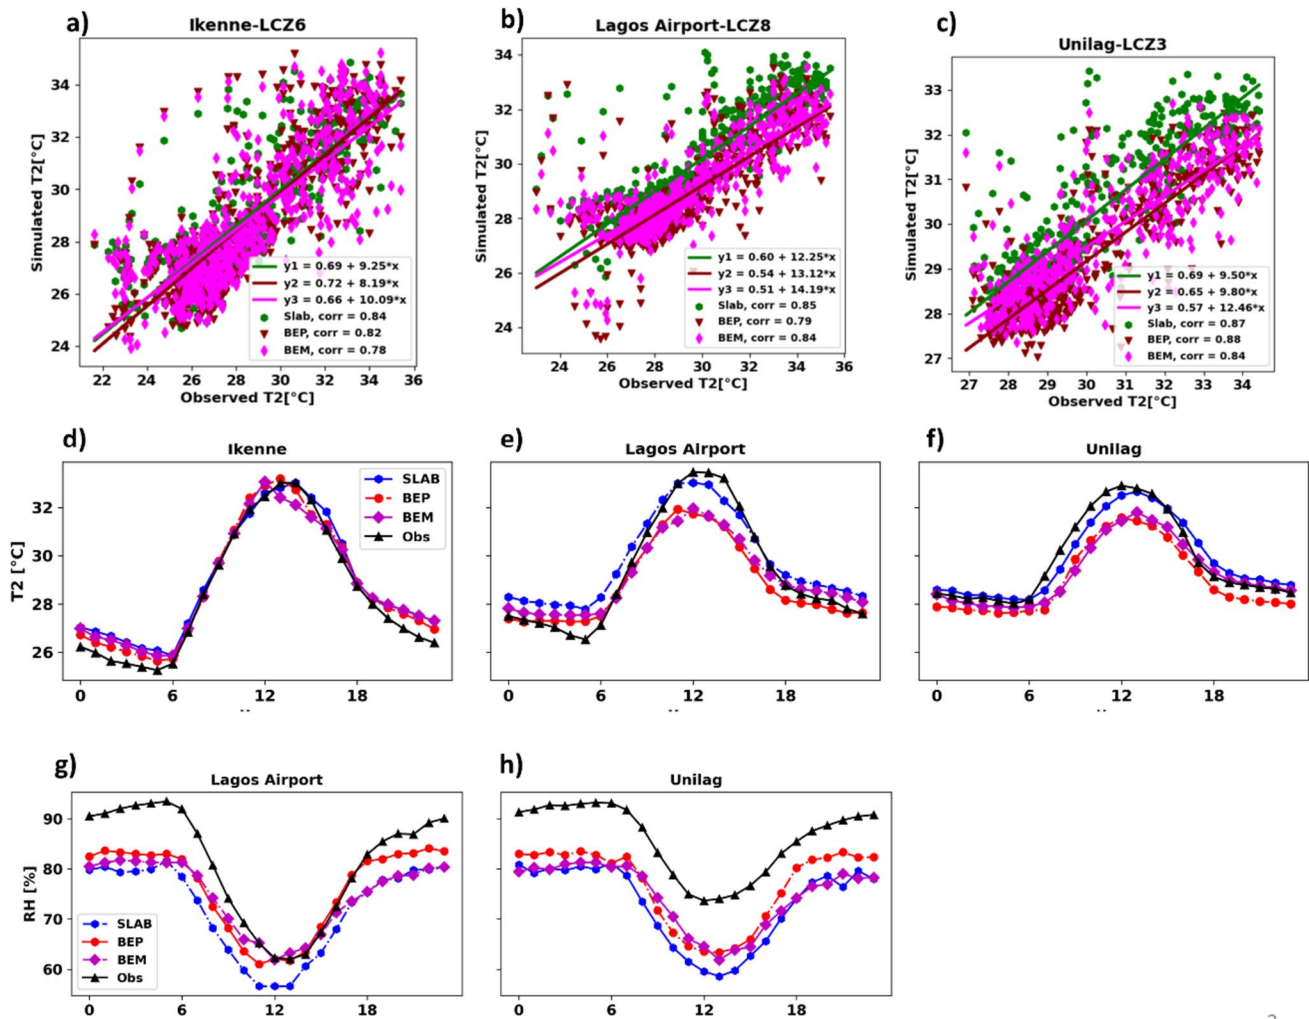 a)
Ikenne-LCZ6
Simulated T2[°C]
34
32
30
28
26
24
y1 = 0.69 + 9.25*x
y2 = 0.72 + 8.19*x
y3 = 0.66 + 10.09*x
Slab, corr = 0.84
BEP, corr = 0.82
BEM, corr = 0.78
22 24 26 28 30 32 34 36
Observed T2[°C]
b)
Lagos Airport-LCZ8
Simulated T2[°C]
34
32
30
28
26
24
y1 = 0.60 + 12.25*x
y2 = 0.54 + 13.12*x
y3 = 0.51 + 14.19*x
Slab, corr = 0.85
BEP, corr = 0.79
BEM, corr = 0.84
24 26 28 30 32 34 36
Observed T2[°C]
c)
Unilag-LCZ3
Simulated T2[°C]
33
32
31
30
29
28
27
y1 = 0.69 + 9.50*x
y2 = 0.65 + 9.80*x
y3 = 0.57 + 12.46*x
Slab, corr = 0.87
BEP, corr = 0.88
BEM, corr = 0.84
27 28 29 30 31 32 33 34
Observed T2[°C]
d)
Ikenne
T2 [°C]
32
30
28
26
SLAB
BEP
BEM
Obs
0 6 12 18
e)
Lagos Airport
0 6 12 18
f)
Unilag
0 6 12 18
g)
Lagos Airport
RH [%]
90
80
70
60
SLAB
BEP
BEM
Obs
0 6 12 18
h)
Unilag
0 6 12 18